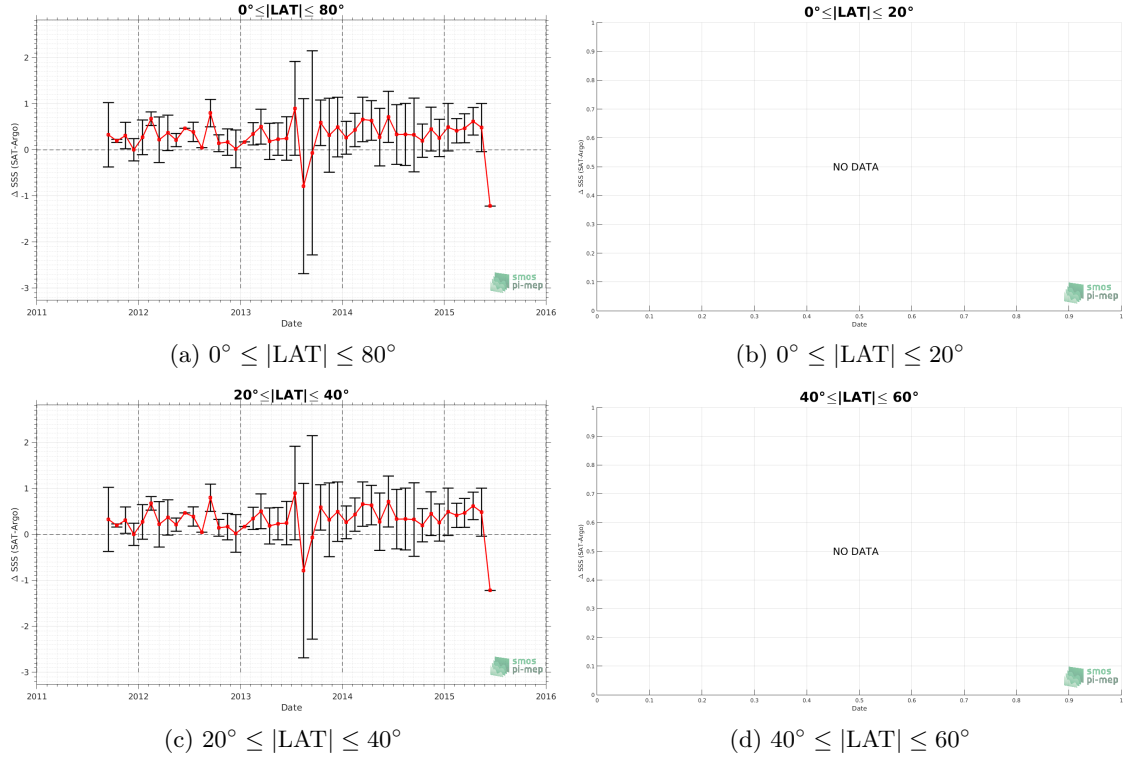 0°≤|LAT|≤ 80°
Δ SSS (SAT-Argo)
2
1
0
-1
-2
-3
2011
2012
2013
2014
2015
2016
Date
smos
pi-mep
(a) 0° ≤ |LAT| ≤ 80°
0°≤|LAT|≤ 20°
Δ SSS (SAT-Argo)
1
0.9
0.8
0.7
0.6
0.5
0.4
0.3
0.2
0.1
0
NO DATA
0
0.1
0.2
0.3
0.4
0.5
0.6
0.7
0.8
0.9
1
Date
smos
pi-mep
(b) 0° ≤ |LAT| ≤ 20°
20°≤|LAT|≤ 40°
Δ SSS (SAT-Argo)
2
1
0
-1
-2
-3
2011
2012
2013
2014
2015
2016
Date
smos
pi-mep
(c) 20° ≤ |LAT| ≤ 40°
40°≤|LAT|≤ 60°
Δ SSS (SAT-Argo)
1
0.9
0.8
0.7
0.6
0.5
0.4
0.3
0.2
0.1
0
NO DATA
0
0.1
0.2
0.3
0.4
0.5
0.6
0.7
0.8
0.9
1
Date
smos
pi-mep
(d) 40° ≤ |LAT| ≤ 60°